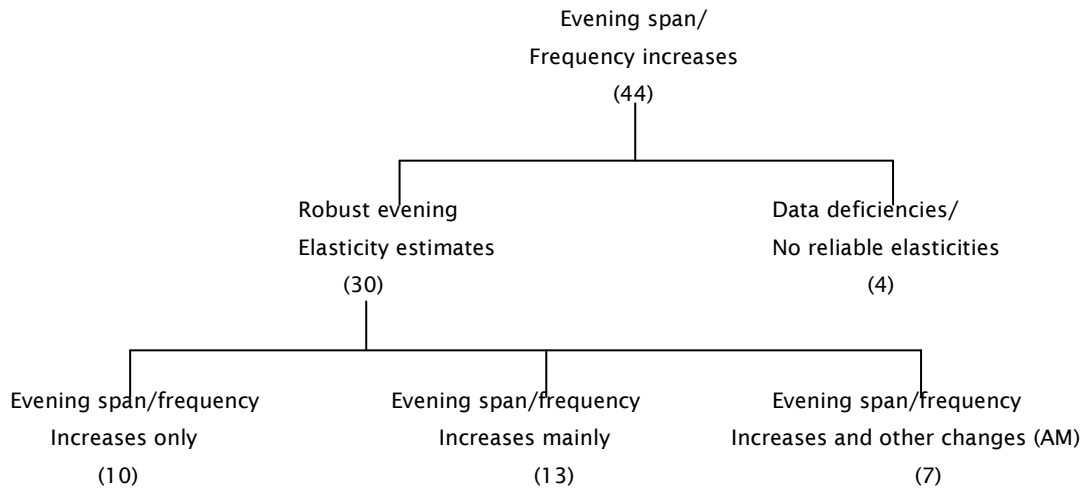 Evening span/
Frequency increases
(44)
Robust evening
Elasticity estimates
(30)
Data deficiencies/
No reliable elasticities
(4)
Evening span/frequency
Increases only
(10)
Evening span/frequency
Increases mainly
(13)
Evening span/frequency
Increases and other changes (AM)
(7)